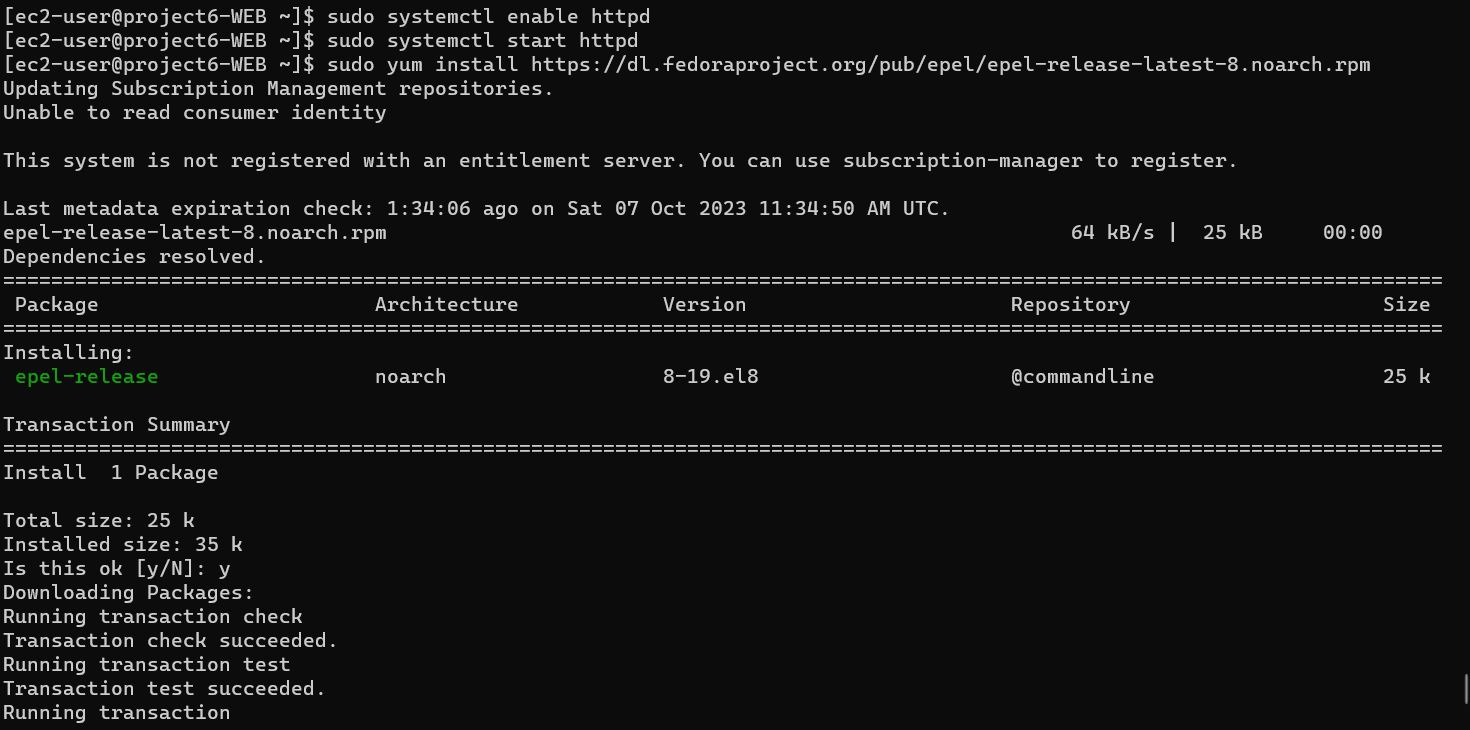 [ec2-user@project6-WEB ~]$ sudo systemctl enable httpd
[ec2-user@project6-WEB ~]$ sudo systemctl start httpd
[ec2-user@project6-WEB ~]$ sudo yum install https://dl.fedoraproject.org/pub/epel/epel-release-latest-8.noarch.rpm
Updating Subscription Management repositories.
Unable to read consumer identity

This system is not registered with an entitlement server. You can use subscription-manager to register.

Last metadata expiration check: 1:34:06 ago on Sat 07 Oct 2023 11:34:50 AM UTC.
epel-release-latest-8.noarch.rpm                                                         64 kB/s |  25 kB     00:00
Dependencies resolved.
========================================================================================================================
 Package                       Architecture            Version                      Repository                     Size
========================================================================================================================
Installing:
 epel-release                  noarch                  8-19.el8                     @commandline                   25 k

Transaction Summary
========================================================================================================================
Install  1 Package

Total size: 25 k
Installed size: 35 k
Is this ok [y/N]: y
Downloading Packages:
Running transaction check
Transaction check succeeded.
Running transaction test
Transaction test succeeded.
Running transaction